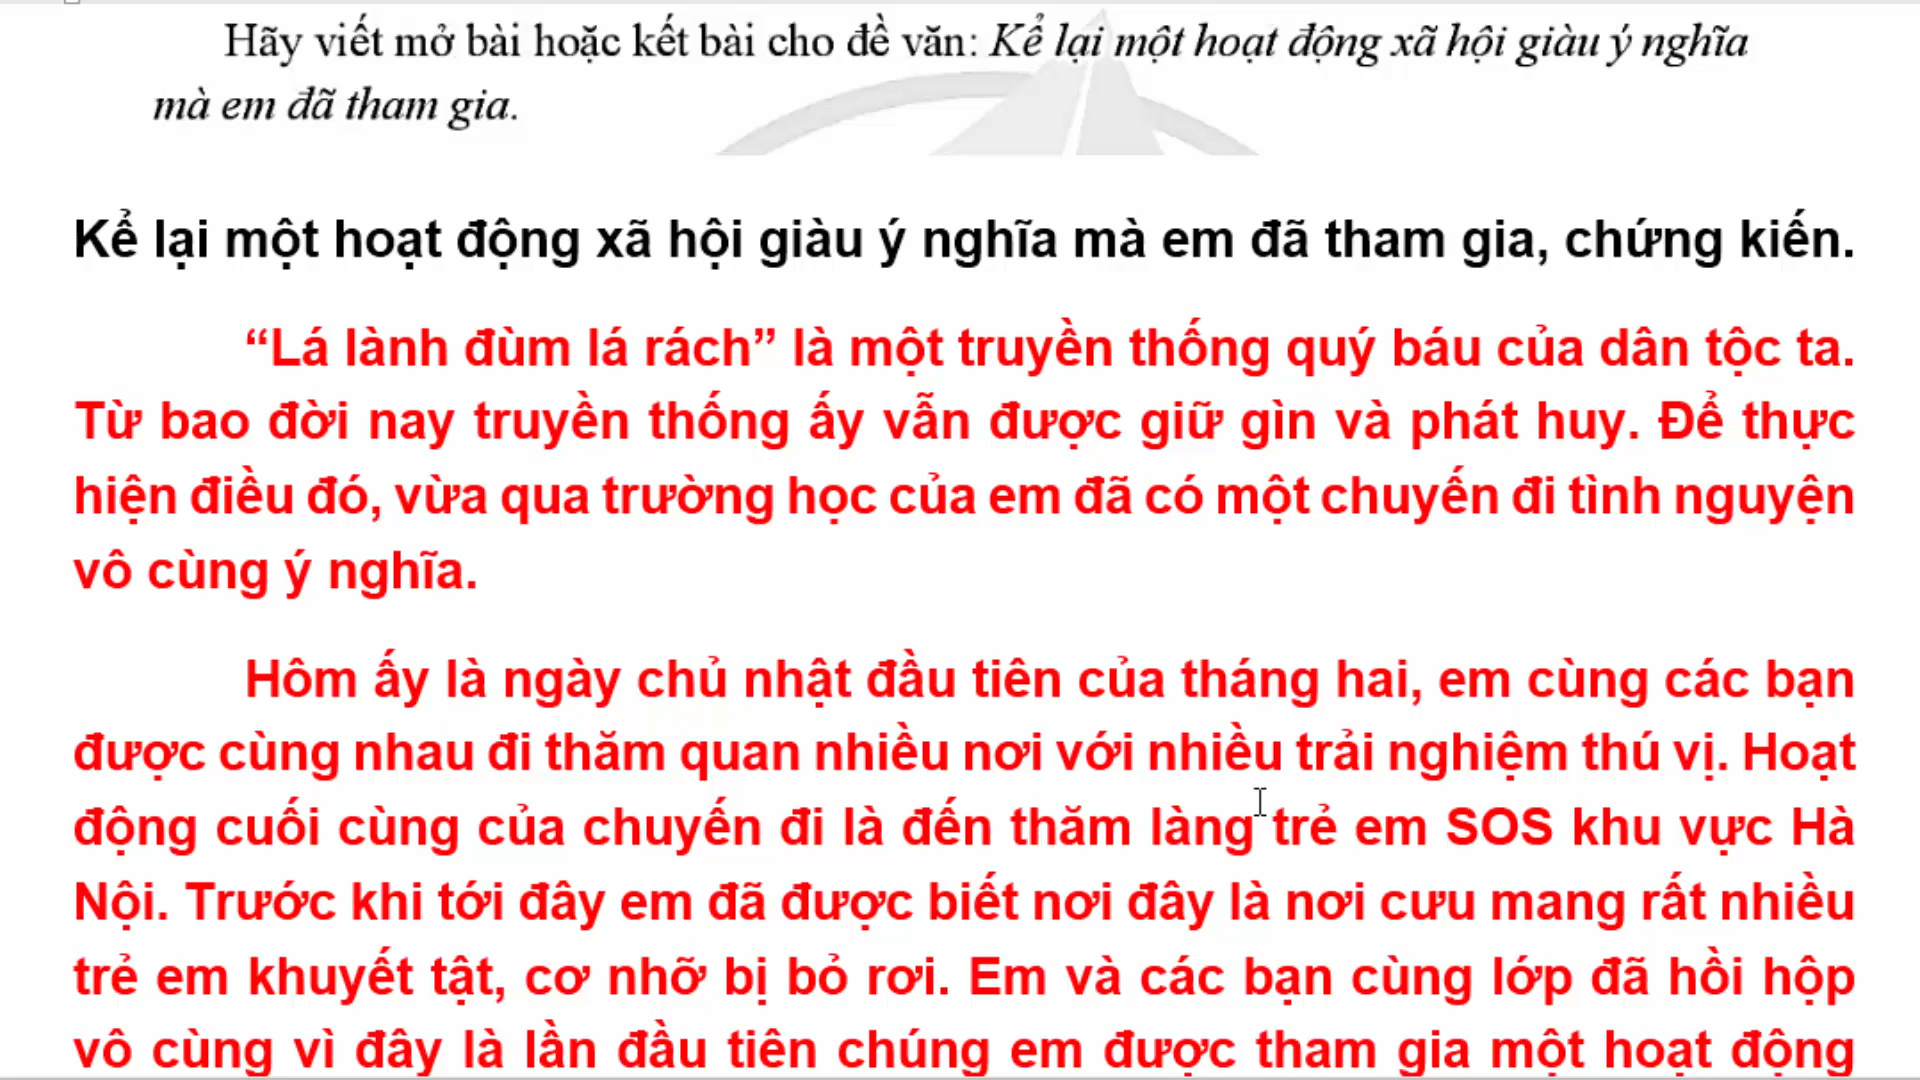 Hãy viết mở bài hoặc kết bài cho đề văn: Kể lại một hoạt động xã hội giàu ý nghĩa
mà em đã tham gia.
Kể lại một hoạt động xã hội giàu ý nghĩa mà em đã tham gia, chứng kiến.
“Lá lành đùm lá rách” là một truyền thống quý báu của dân tộc ta.
Từ bao đời nay truyền thống ấy vẫn được giữ gìn và phát huy. Để thực
hiện điều đó, vừa qua trường học của em đã có một chuyến đi tình nguyện
vô cùng ý nghĩa.
Hôm ấy là ngày chủ nhật đầu tiên của tháng hai, em cùng các bạn
được cùng nhau đi thăm quan nhiều nơi với nhiều trải nghiệm thú vị. Hoạt
động cuối cùng của chuyến đi là đến thăm làng trẻ em SOS khu vực Hà
Nội. Trước khi tới đây em đã được biết nơi đây là nơi cưu mang rất nhiều
trẻ em khuyết tật, cơ nhỡ bị bỏ rơi. Em và các bạn cùng lớp đã hồi hộp
vô cùng vì đây là lần đầu tiên chúng em được tham gia một hoạt động